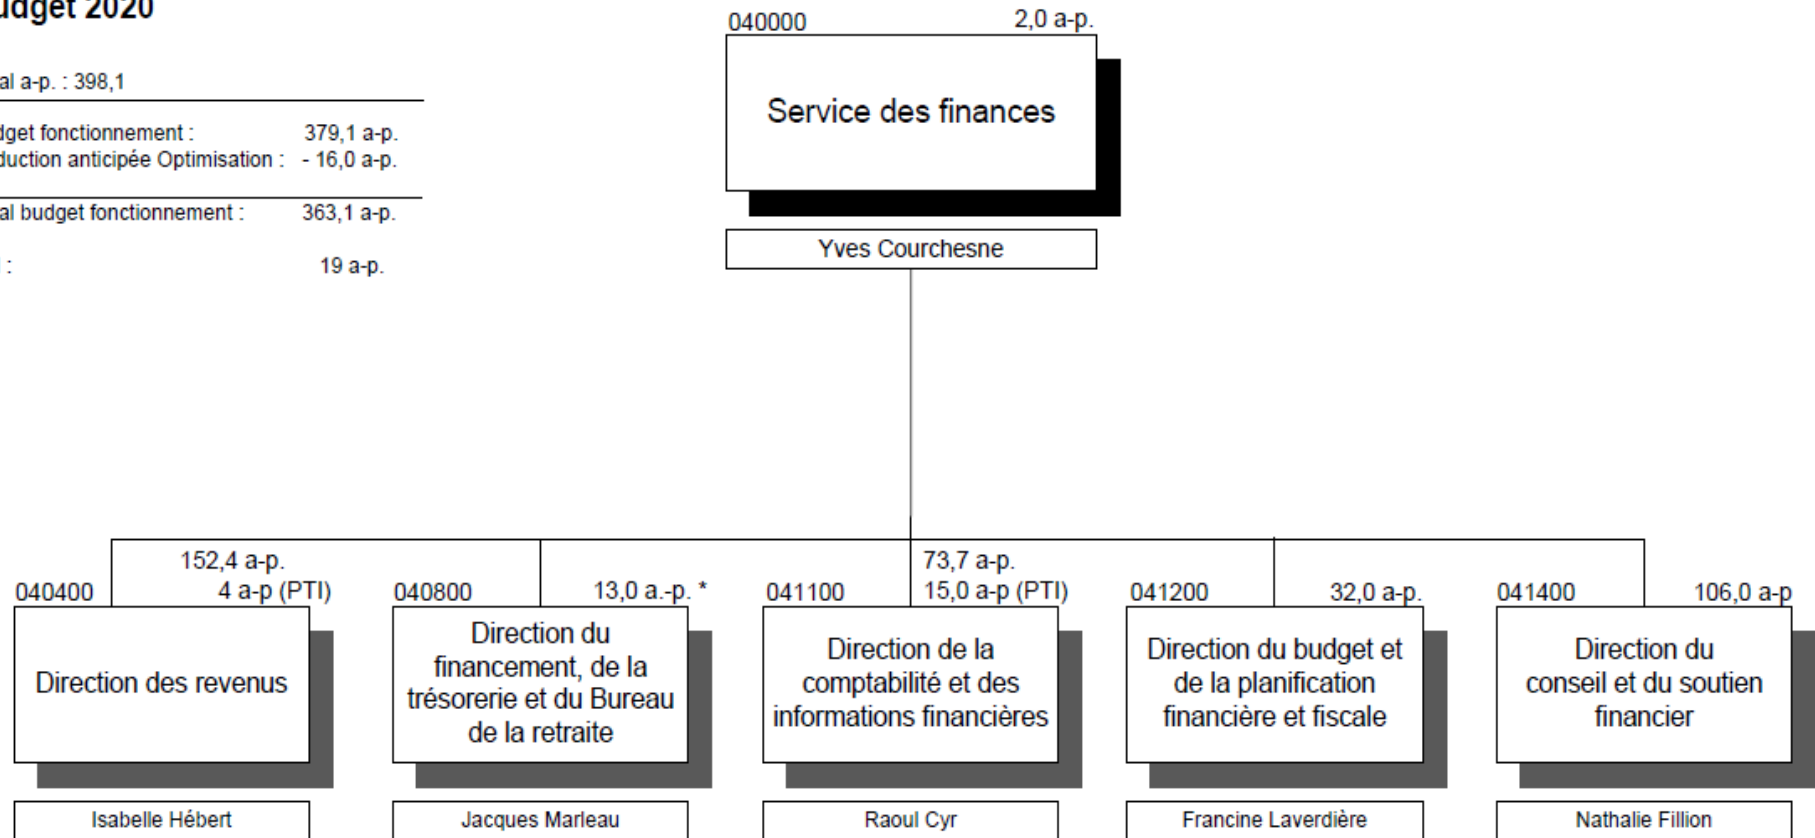 udget 2020
al a-p. : 398,1
dget fonctionnement : 379,1 a-p.
duction anticipée Optimisation : - 16,0 a-p.
al budget fonctionnement : 363,1 a-p.
: 19 a-p.
040000 2,0 a-p.
Service des finances
Yves Courchesne
152,4 a-p.
040400 4 a-p (PTI)
Direction des revenus
Isabelle Hébert
040800 13,0 a.-p. *
Direction du
financement, de la
trésorerie et du Bureau
de la retraite
Jacques Marleau
73,7 a-p.
041100 15,0 a-p (PTI)
Direction de la
comptabilité et des
informations financières
Raoul Cyr
041200 32,0 a-p.
Direction du budget et
de la planification
financière et fiscale
Francine Laverdière
041400 106,0 a-p
Direction du
conseil et du soutien
financier
Nathalie Fillion